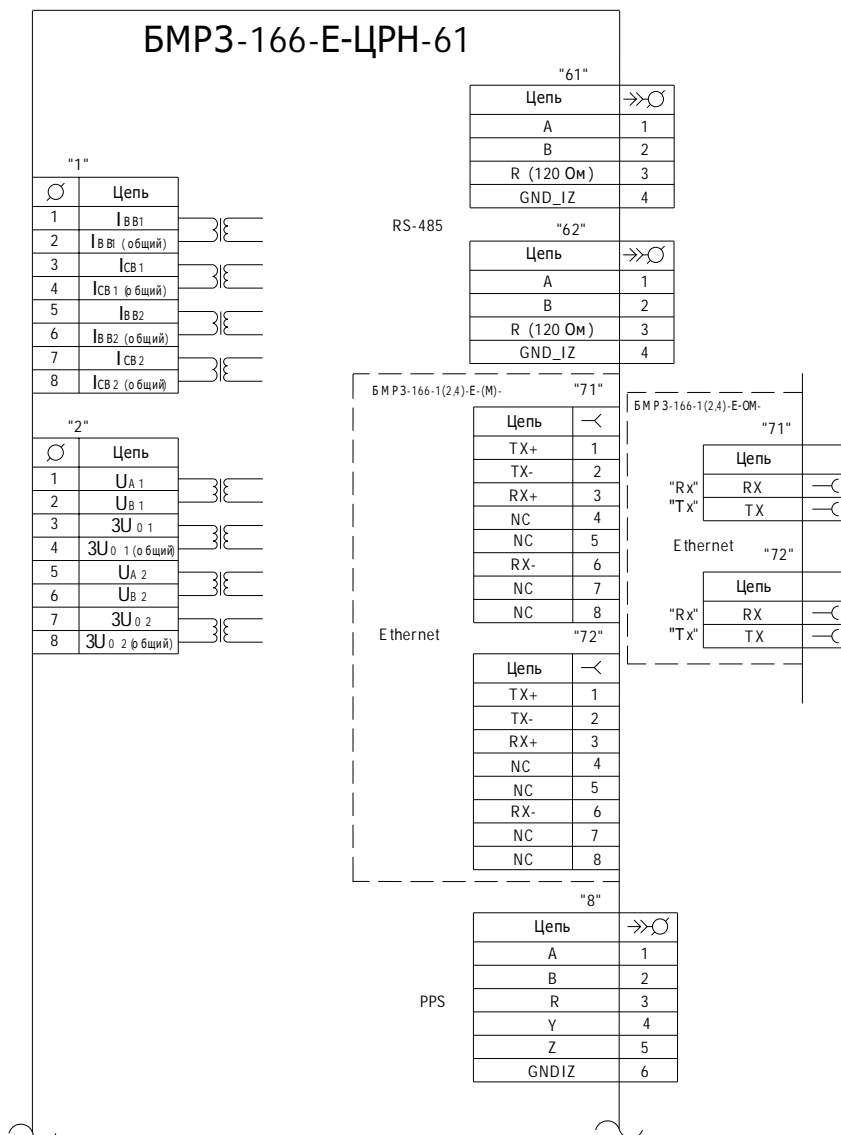 БМРЗ-166-Е-ЦРН-61
"1"
Цепь
1 IВВ1
2 IВВ1 (общий)
3 IСВ1
4 IСВ1 (общий)
5 IВВ2
6 IВВ2 (общий)
7 IСВ2
8 IСВ2 (общий)
"2"
Цепь
1 UA1
2 UB1
3 3U01
4 3U01 (общий)
5 UA2
6 UB2
7 3U02
8 3U02 (общий)
RS-485
"61"
Цепь
A 1
B 2
R (120 Ом) 3
GND_IZ 4
"62"
Цепь
A 1
B 2
R (120 Ом) 3
GND_IZ 4
БМРЗ-166-1(2,4)-Е-(М)-
Ethernet
"71"
Цепь
TX+ 1
TX- 2
RX+ 3
NC 4
NC 5
RX- 6
NC 7
NC 8
"72"
Цепь
TX+ 1
TX- 2
RX+ 3
NC 4
NC 5
RX- 6
NC 7
NC 8
БМРЗ-166-1(2,4)-Е-ОМ-
"71"
Цепь
"Rx" RX
"Tx" TX
Ethernet
"72"
Цепь
"Rx" RX
"Tx" TX
PPS
"8"
Цепь
A 1
B 2
R 3
Y 4
Z 5
GNDIZ 6